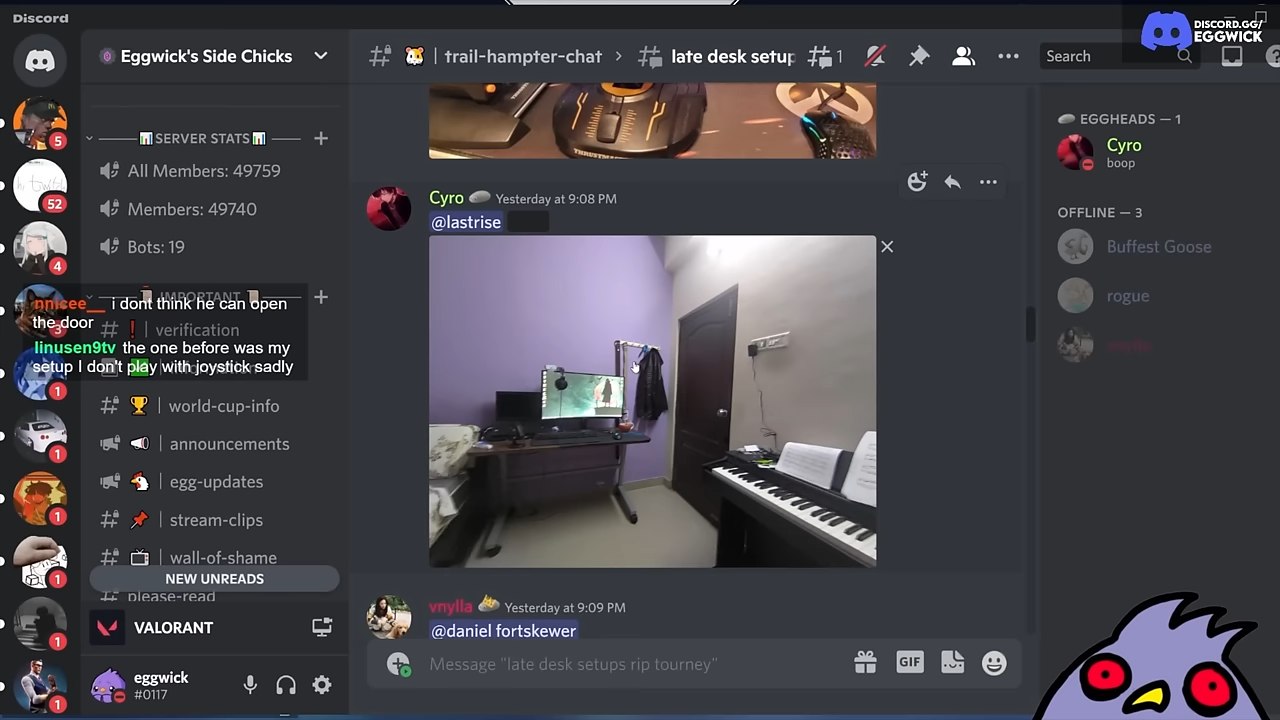 Discord
DISCORD.GG/
EGGWICK
Eggwick's Side Chicks
trail-hampter-chat
late desk setup
1
Search
SERVER STATS
All Members: 49759
Members: 49740
Bots: 19
IMPORTANT
verification
world-cup-info
announcements
egg-updates
stream-clips
wall-of-shame
please-read
NEW UNREADS
nnicee__ i dont think he can open
the door
linusen9tv the one before was my
setup I don't play with joystick sadly
5
52
4
3
1
1
1
1
1
1
VALORANT
eggwick
#0117
THRUSTMASTER
VALORANT
Cyro Yesterday at 9:08 PM
@lastrise
vnylla Yesterday at 9:09 PM
@daniel fortskewer
Message "late desk setups rip tourney"
GIF
EGGHEADS — 1
Cyro
boop
OFFLINE — 3
Buffest Goose
rogue